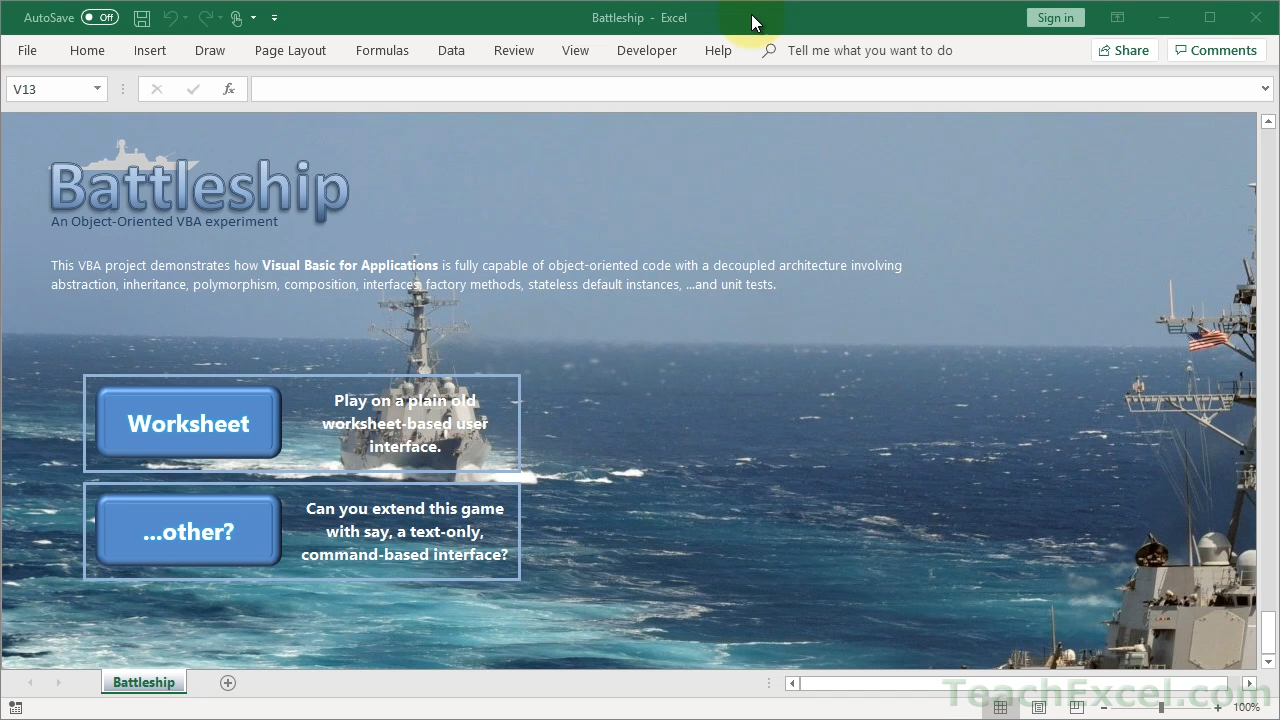 AutoSave Off Battleship - Excel Sign in
File Home Insert Draw Page Layout Formulas Data Review View Developer Help Tell me what you want to do Share Comments
V13 fx
Battleship
An Object-Oriented VBA experiment
This VBA project demonstrates how Visual Basic for Applications is fully capable of object-oriented code with a decoupled architecture involving
abstraction, inheritance, polymorphism, composition, interfaces, factory methods, stateless default instances, ...and unit tests.
Worksheet
Play on a plain old
worksheet-based user
interface.
...other?
Can you extend this game
with say, a text-only,
command-based interface?
Battleship
TeachExcel.com
100%